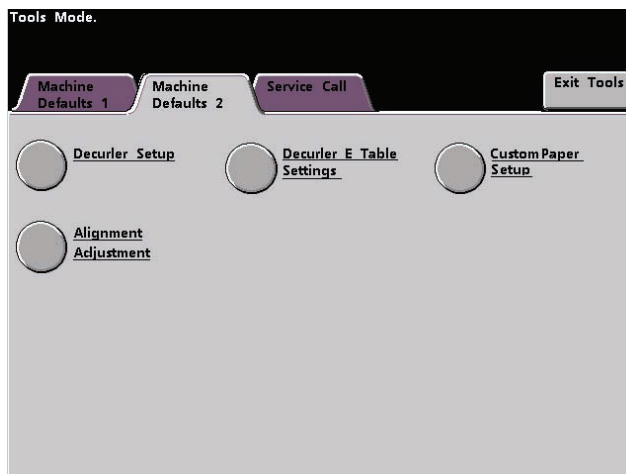 Tools Mode.
Machine
Defaults 1
Machine
Defaults 2
Service Call
Exit Tools
Decurler Setup
Decurler E Table
Settings
Custom Paper
Setup
Alignment
Adjustment